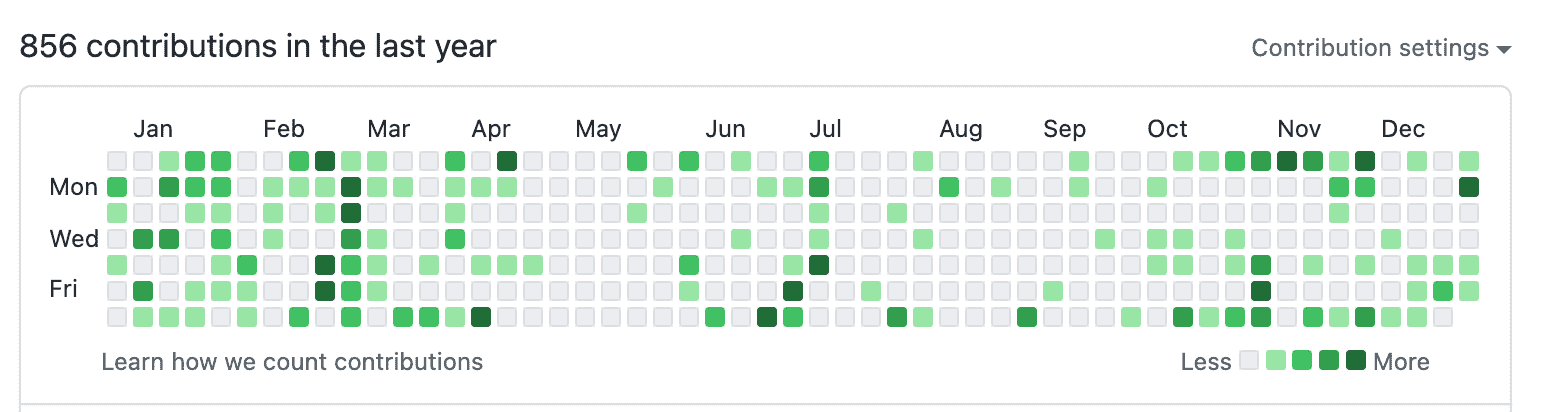 856 contributions in the last year
Contribution settings
Jan Feb Mar Apr May Jun Jul Aug Sep Oct Nov Dec
Mon
Wed
Fri
Learn how we count contributions
Less More